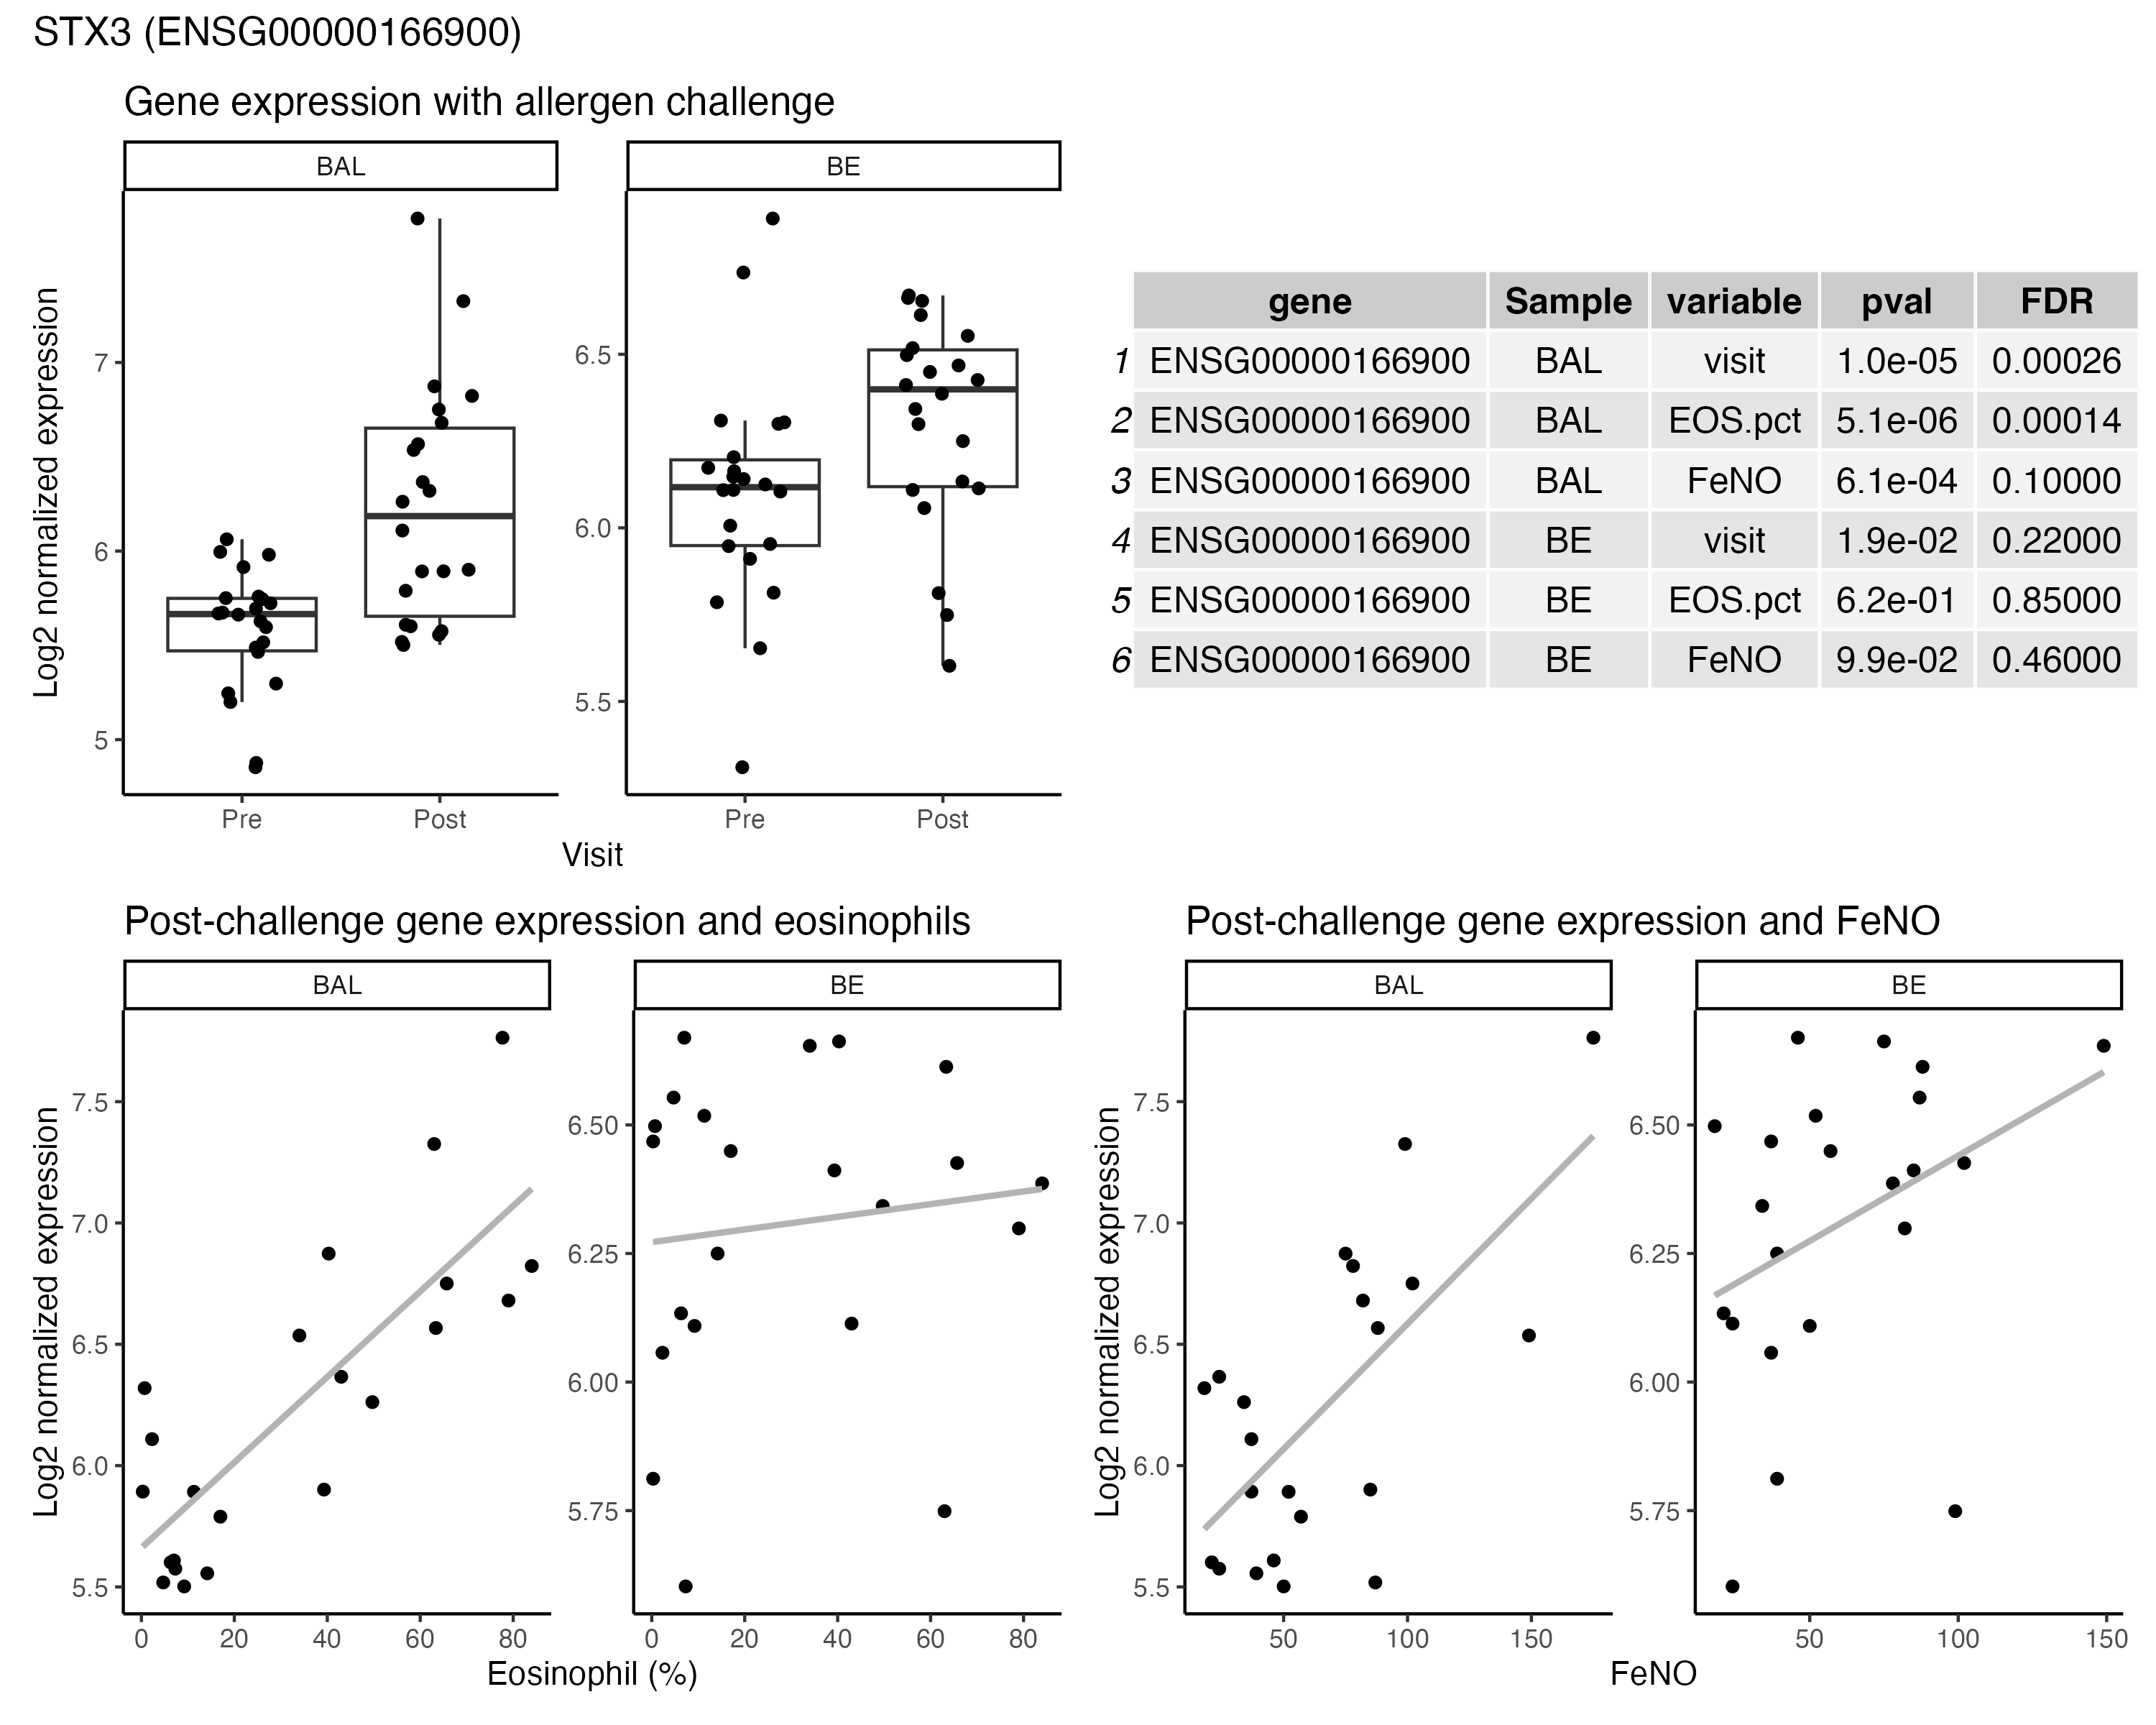 STX3 (ENSG00000166900)
Gene expression with allergen challenge
BAL
BE
Log2 normalized expression
7
6
5
6.5
6.0
5.5
Pre
Post
Pre
Post
Visit
gene Sample variable pval FDR
1 ENSG00000166900 BAL visit 1.0e-05 0.00026
2 ENSG00000166900 BAL EOS.pct 5.1e-06 0.00014
3 ENSG00000166900 BAL FeNO 6.1e-04 0.10000
4 ENSG00000166900 BE visit 1.9e-02 0.22000
5 ENSG00000166900 BE EOS.pct 6.2e-01 0.85000
6 ENSG00000166900 BE FeNO 9.9e-02 0.46000
Post-challenge gene expression and eosinophils
BAL
BE
Log2 normalized expression
7.5
7.0
6.5
6.0
5.5
6.50
6.25
6.00
5.75
0 20 40 60 80
0 20 40 60 80
Eosinophil (%)
Post-challenge gene expression and FeNO
BAL
BE
Log2 normalized expression
7.5
7.0
6.5
6.0
5.5
6.50
6.25
6.00
5.75
50 100 150
50 100 150
FeNO